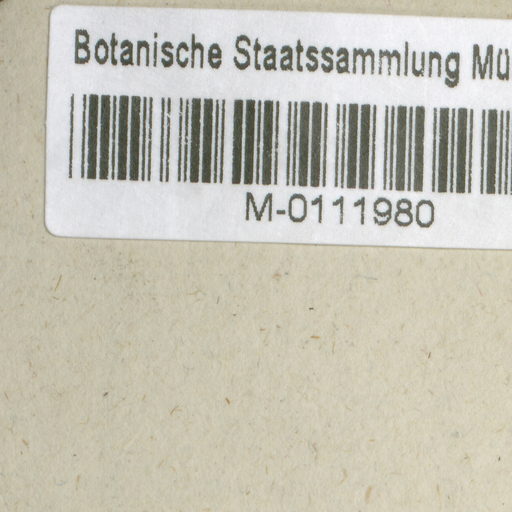 Botanische Staatssammlung Mü
M-0111980